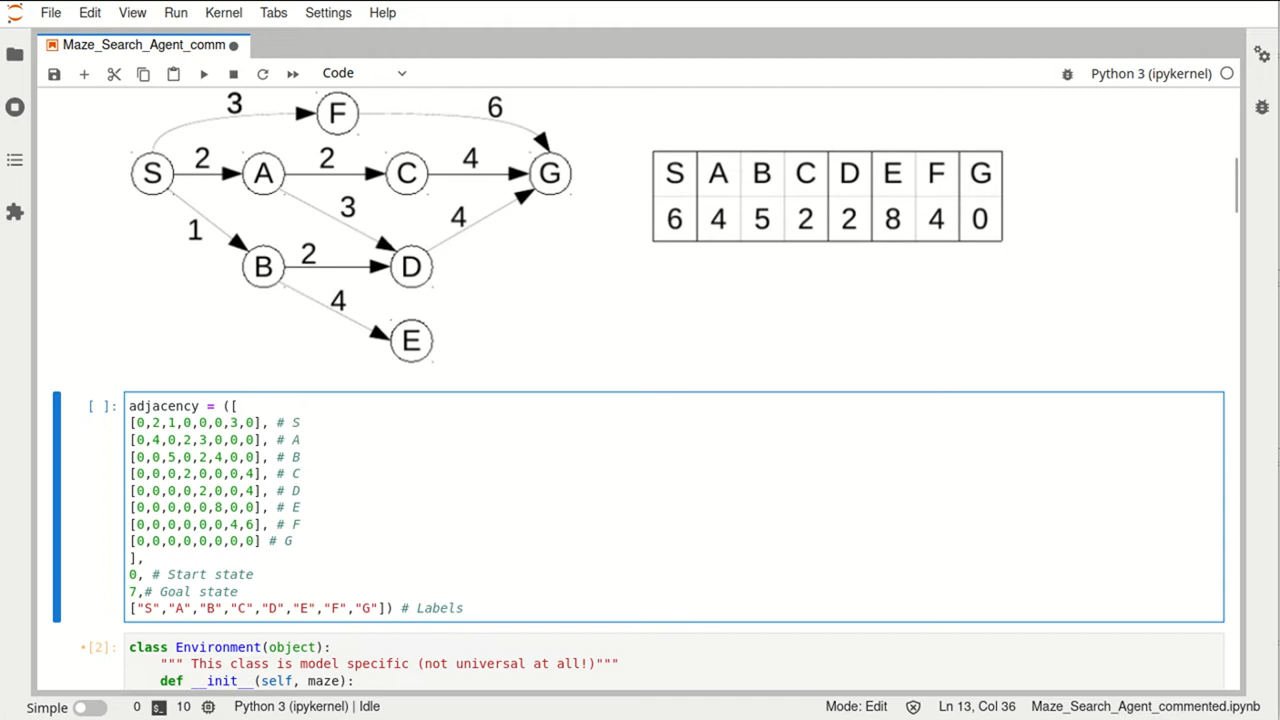 File Edit View Run Kernel Tabs Settings Help
Maze_Search_Agent_comm
Code
Python 3 (ipykernel)
3 F 6
S 2 A 2 C 4 G
3
1 4
B 2 D
4
E
S A B C D E F G
6 4 5 2 2 8 4 0
[ ]: adjacency = ([
[0,2,1,0,0,0,3,0], # S
[0,4,0,2,3,0,0,0], # A
[0,0,5,0,2,4,0,0], # B
[0,0,0,2,0,0,0,4], # C
[0,0,0,0,2,0,0,4], # D
[0,0,0,0,0,8,0,0], # E
[0,0,0,0,0,0,4,6], # F
[0,0,0,0,0,0,0,0] # G
],
0, # Start state
7,# Goal state
["S","A","B","C","D","E","F","G"]) # Labels
[2]: class Environment(object):
""" This class is model specific (not universal at all!)"""
def __init__(self, maze):
Simple 0 10 Python 3 (ipykernel) | Idle Mode: Edit Ln 13, Col 36 Maze_Search_Agent_commented.ipynb